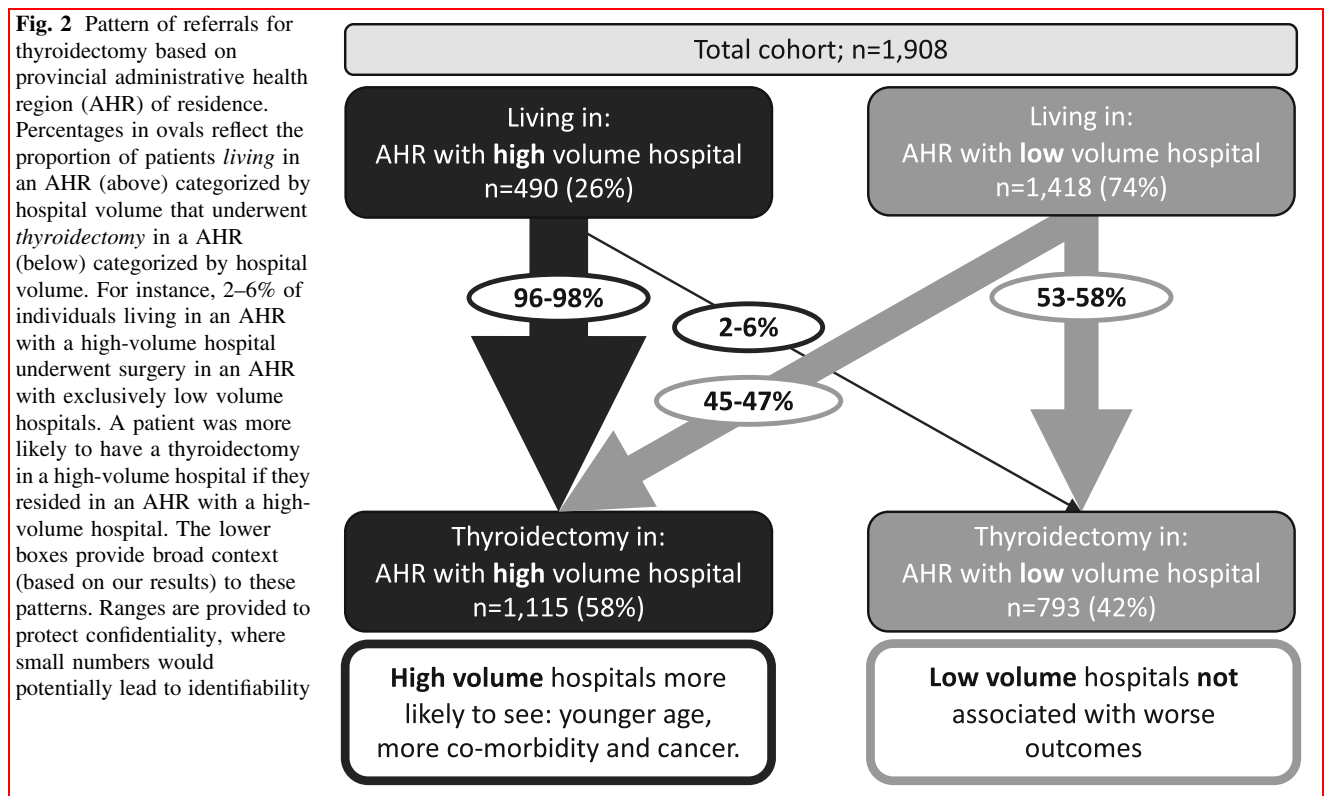 Fig. 2 Pattern of referrals for
thyroidectomy based on
provincial administrative health
region (AHR) of residence.
Percentages in ovals reflect the
proportion of patients living in
an AHR (above) categorized by
hospital volume that underwent
thyroidectomy in a AHR
(below) categorized by hospital
volume. For instance, 2–6% of
individuals living in an AHR
with a high-volume hospital
underwent surgery in an AHR
with exclusively low volume
hospitals. A patient was more
likely to have a thyroidectomy
in a high-volume hospital if they
resided in an AHR with a high-
volume hospital. The lower
boxes provide broad context
(based on our results) to these
patterns. Ranges are provided to
protect confidentiality, where
small numbers would
potentially lead to identifiability
Total cohort; n=1,908
Living in:
AHR with high volume hospital
n=490 (26%)
Living in:
AHR with low volume hospital
n=1,418 (74%)
96-98%
2-6%
53-58%
45-47%
Thyroidectomy in:
AHR with high volume hospital
n=1,115 (58%)
Thyroidectomy in:
AHR with low volume hospital
n=793 (42%)
High volume hospitals more
likely to see: younger age,
more co-morbidity and cancer.
Low volume hospitals not
associated with worse
outcomes